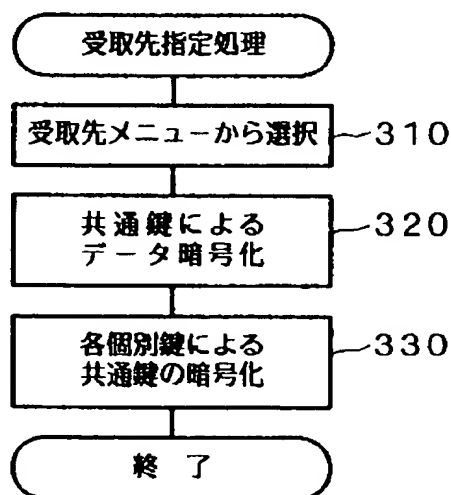 受取先指定処理
受取先メニューから選択
310
共通鍵による
データ暗号化
320
各個別鍵による
共通鍵の暗号化
330
終了